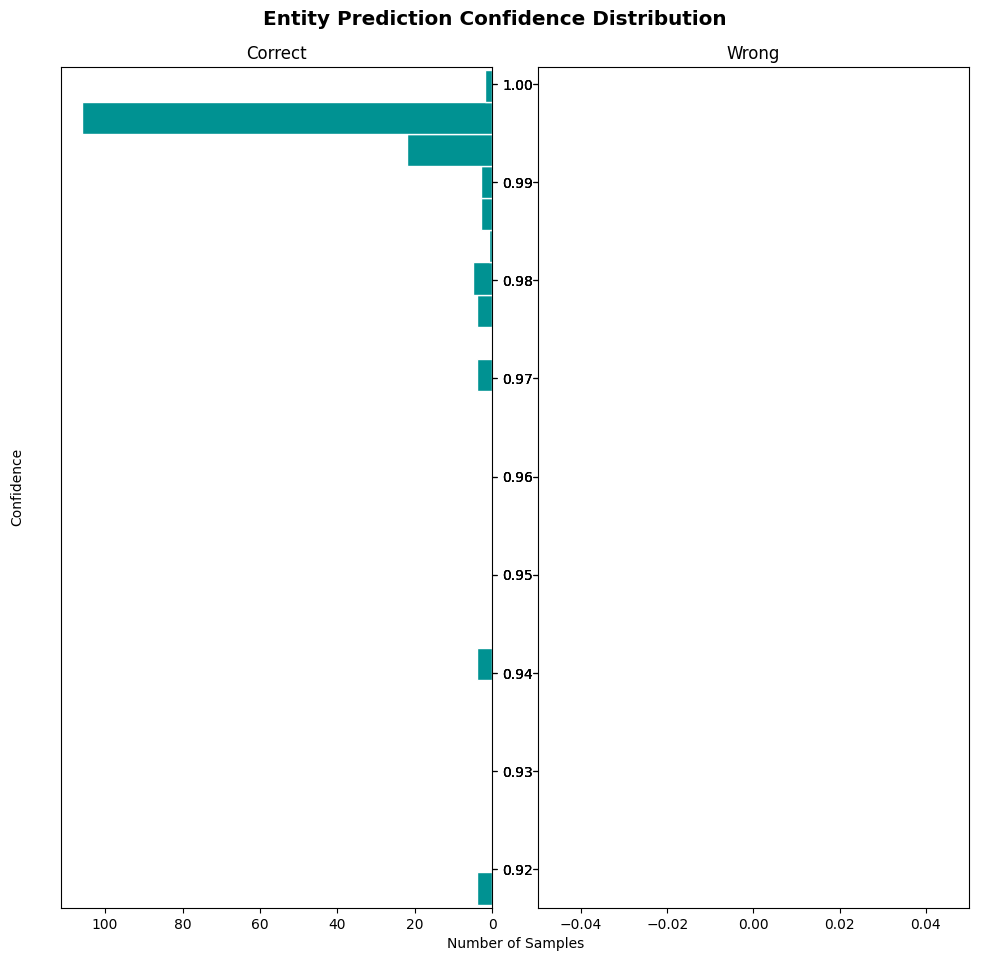 Entity Prediction Confidence Distribution
Correct
Wrong
1.00
0.99
0.98
0.97
0.96
0.95
0.94
0.93
0.92
Confidence
100 80 60 40 20 0
−0.04 −0.02 0.00 0.02 0.04
Number of Samples